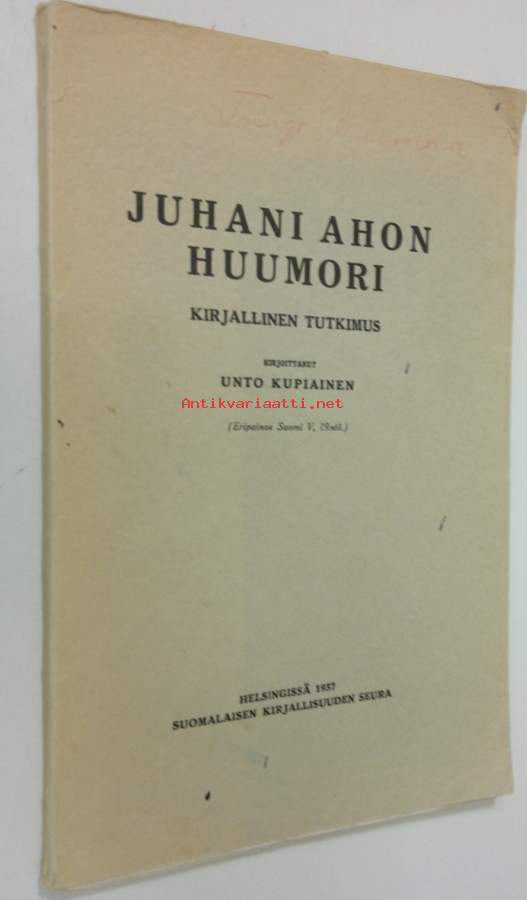 JUHANI AHON
HUUMORI
KIRJALLINEN TUTKIMUS
KIRJOITTANUT
UNTO KUPIAINEN
Antikvariaatti.net
(Eripainos Suomi V, 19:stä.)
HELSINGISSÄ 1937
SUOMALAISEN KIRJALLISUUDEN SEURA